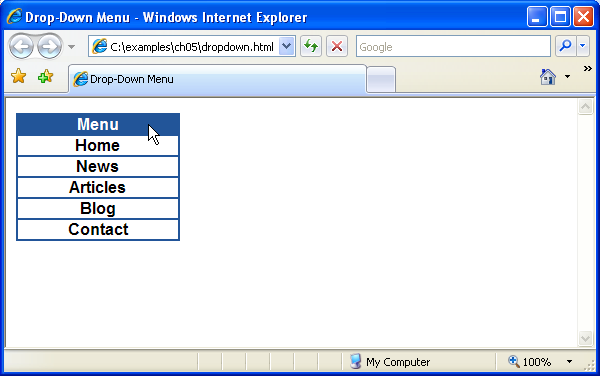 Drop-Down Menu - Windows Internet Explorer
C:\examples\ch05\dropdown.html
Google
Drop-Down Menu
»
Menu
Home
News
Articles
Blog
Contact
My Computer
100%